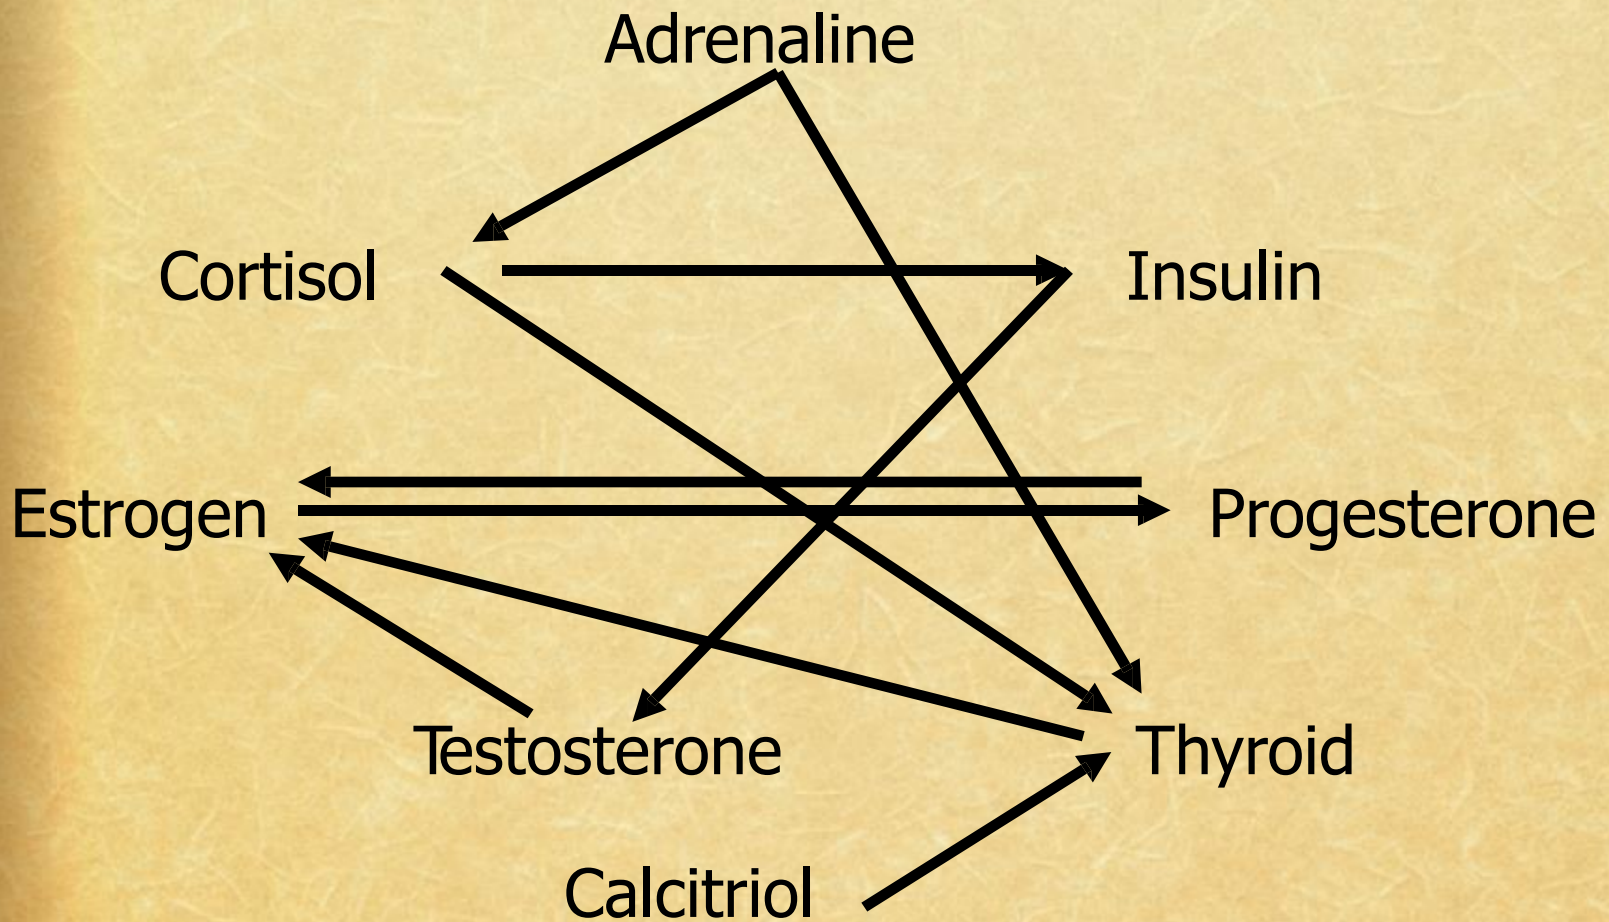 Adrenaline
Cortisol
Insulin
Estrogen
Progesterone
Testosterone
Thyroid
Calcitriol